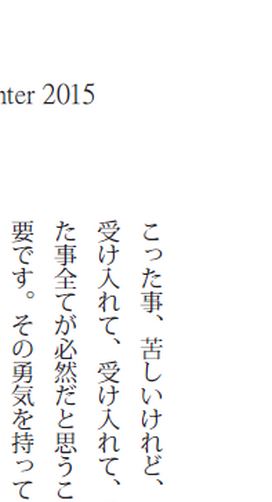 nter 2015
こった事、苦しいけれど、
受け入れて、受け入れて、
た事全てが必然だと思うこ
要です。その勇気を持って